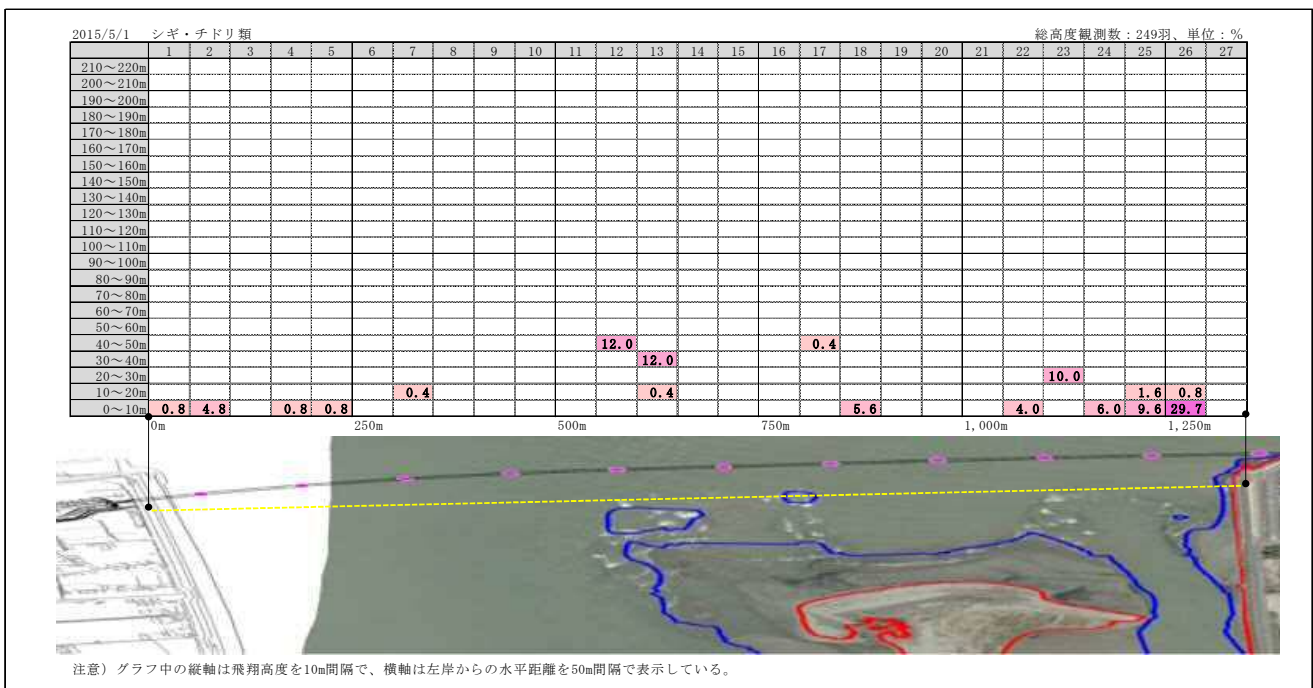 2015/5/1 シギ・チドリ類 総高度観測数：249羽、単位：%
1 2 3 4 5 6 7 8 9 10 11 12 13 14 15 16 17 18 19 20 21 22 23 24 25 26 27
210～220m
200～210m
190～200m
180～190m
170～180m
160～170m
150～160m
140～150m
130～140m
120～130m
110～120m
100～110m
90～100m
80～90m
70～80m
60～70m
50～60m
40～50m 12.0 0.4
30～40m 12.0
20～30m 10.0
10～20m 0.4 0.4 1.6 0.8
0～10m 0.8 4.8 0.8 0.8 5.6 4.0 6.0 9.6 29.7
0m 250m 500m 750m 1,000m 1,250m
注意）グラフ中の縦軸は飛翔高度を10m間隔で、横軸は左岸からの水平距離を50m間隔で表示している。